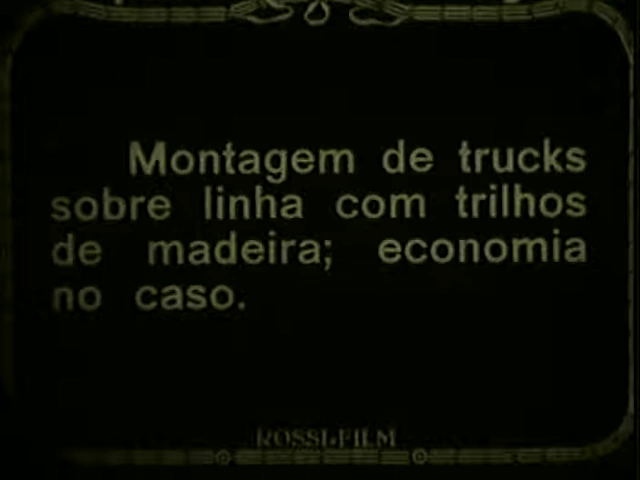 Montagem de trucks
sobre linha com trilhos
de madeira; economia
no caso.
ROSSI-FILM